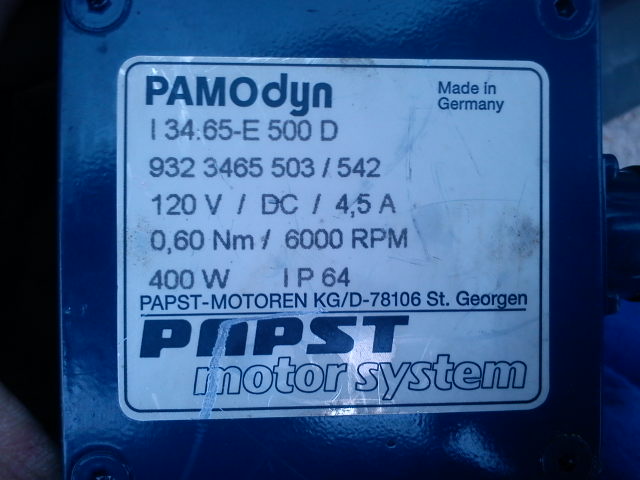 PAMOdyn
Made in
Germany
I 34.65-E 500 D
932 3465 503 / 542
120 V / DC / 4,5 A
0,60 Nm / 6000 RPM
400 W IP 64
PAPST-MOTOREN KG/D-78106 St. Georgen
PAPST
motor system